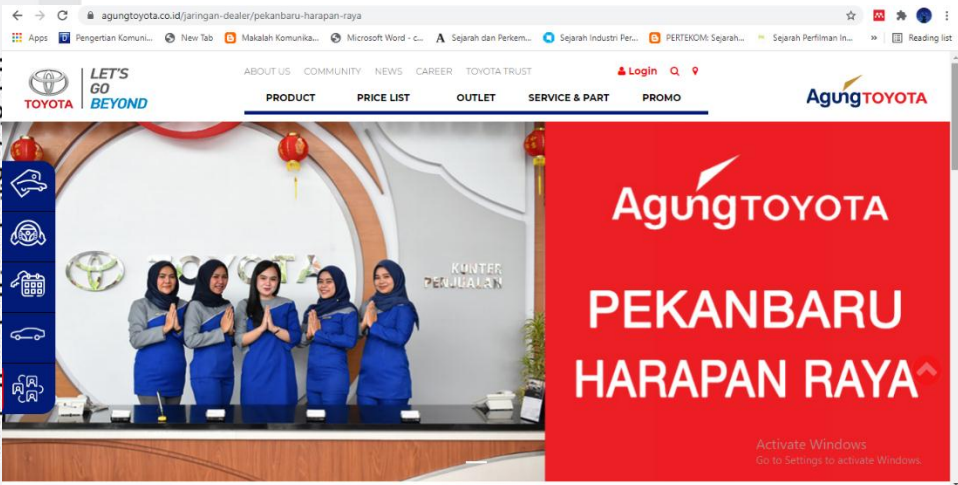 agungtoyota.co.id/jaringan-dealer/pekanbaru-harapan-raya
Apps Pengertian Komuni... New Tab Makalah Komunika... Microsoft Word - c... Sejarah dan Perkem... Sejarah Industri Per... PERTEKOM: Sejarah... Sejarah Perfilman In... » Reading list
TOYOTA
LET'S
GO
BEYOND
ABOUT US COMMUNITY NEWS CAREER TOYOTA TRUST Login
PRODUCT PRICE LIST OUTLET SERVICE & PART PROMO
AgungTOYOTA
TOYOTA
KUNTER
PENJUALAN
AgungTOYOTA
PEKANBARU
HARAPAN RAYA
Activate Windows
Go to Settings to activate Windows.